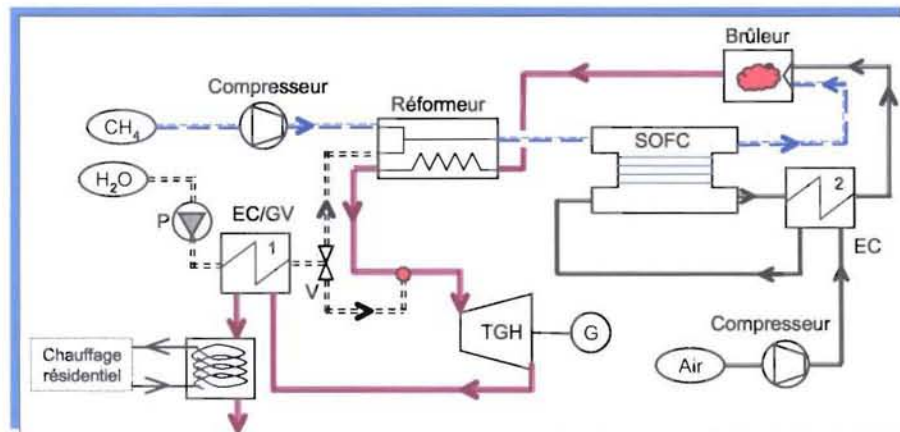 Brûleur
Compresseur
Réformeur
CH4
SOFC
H2O
2
P
EC/GV
1
EC
V
TGH
G
Compresseur
Chauffage
résidentiel
Air